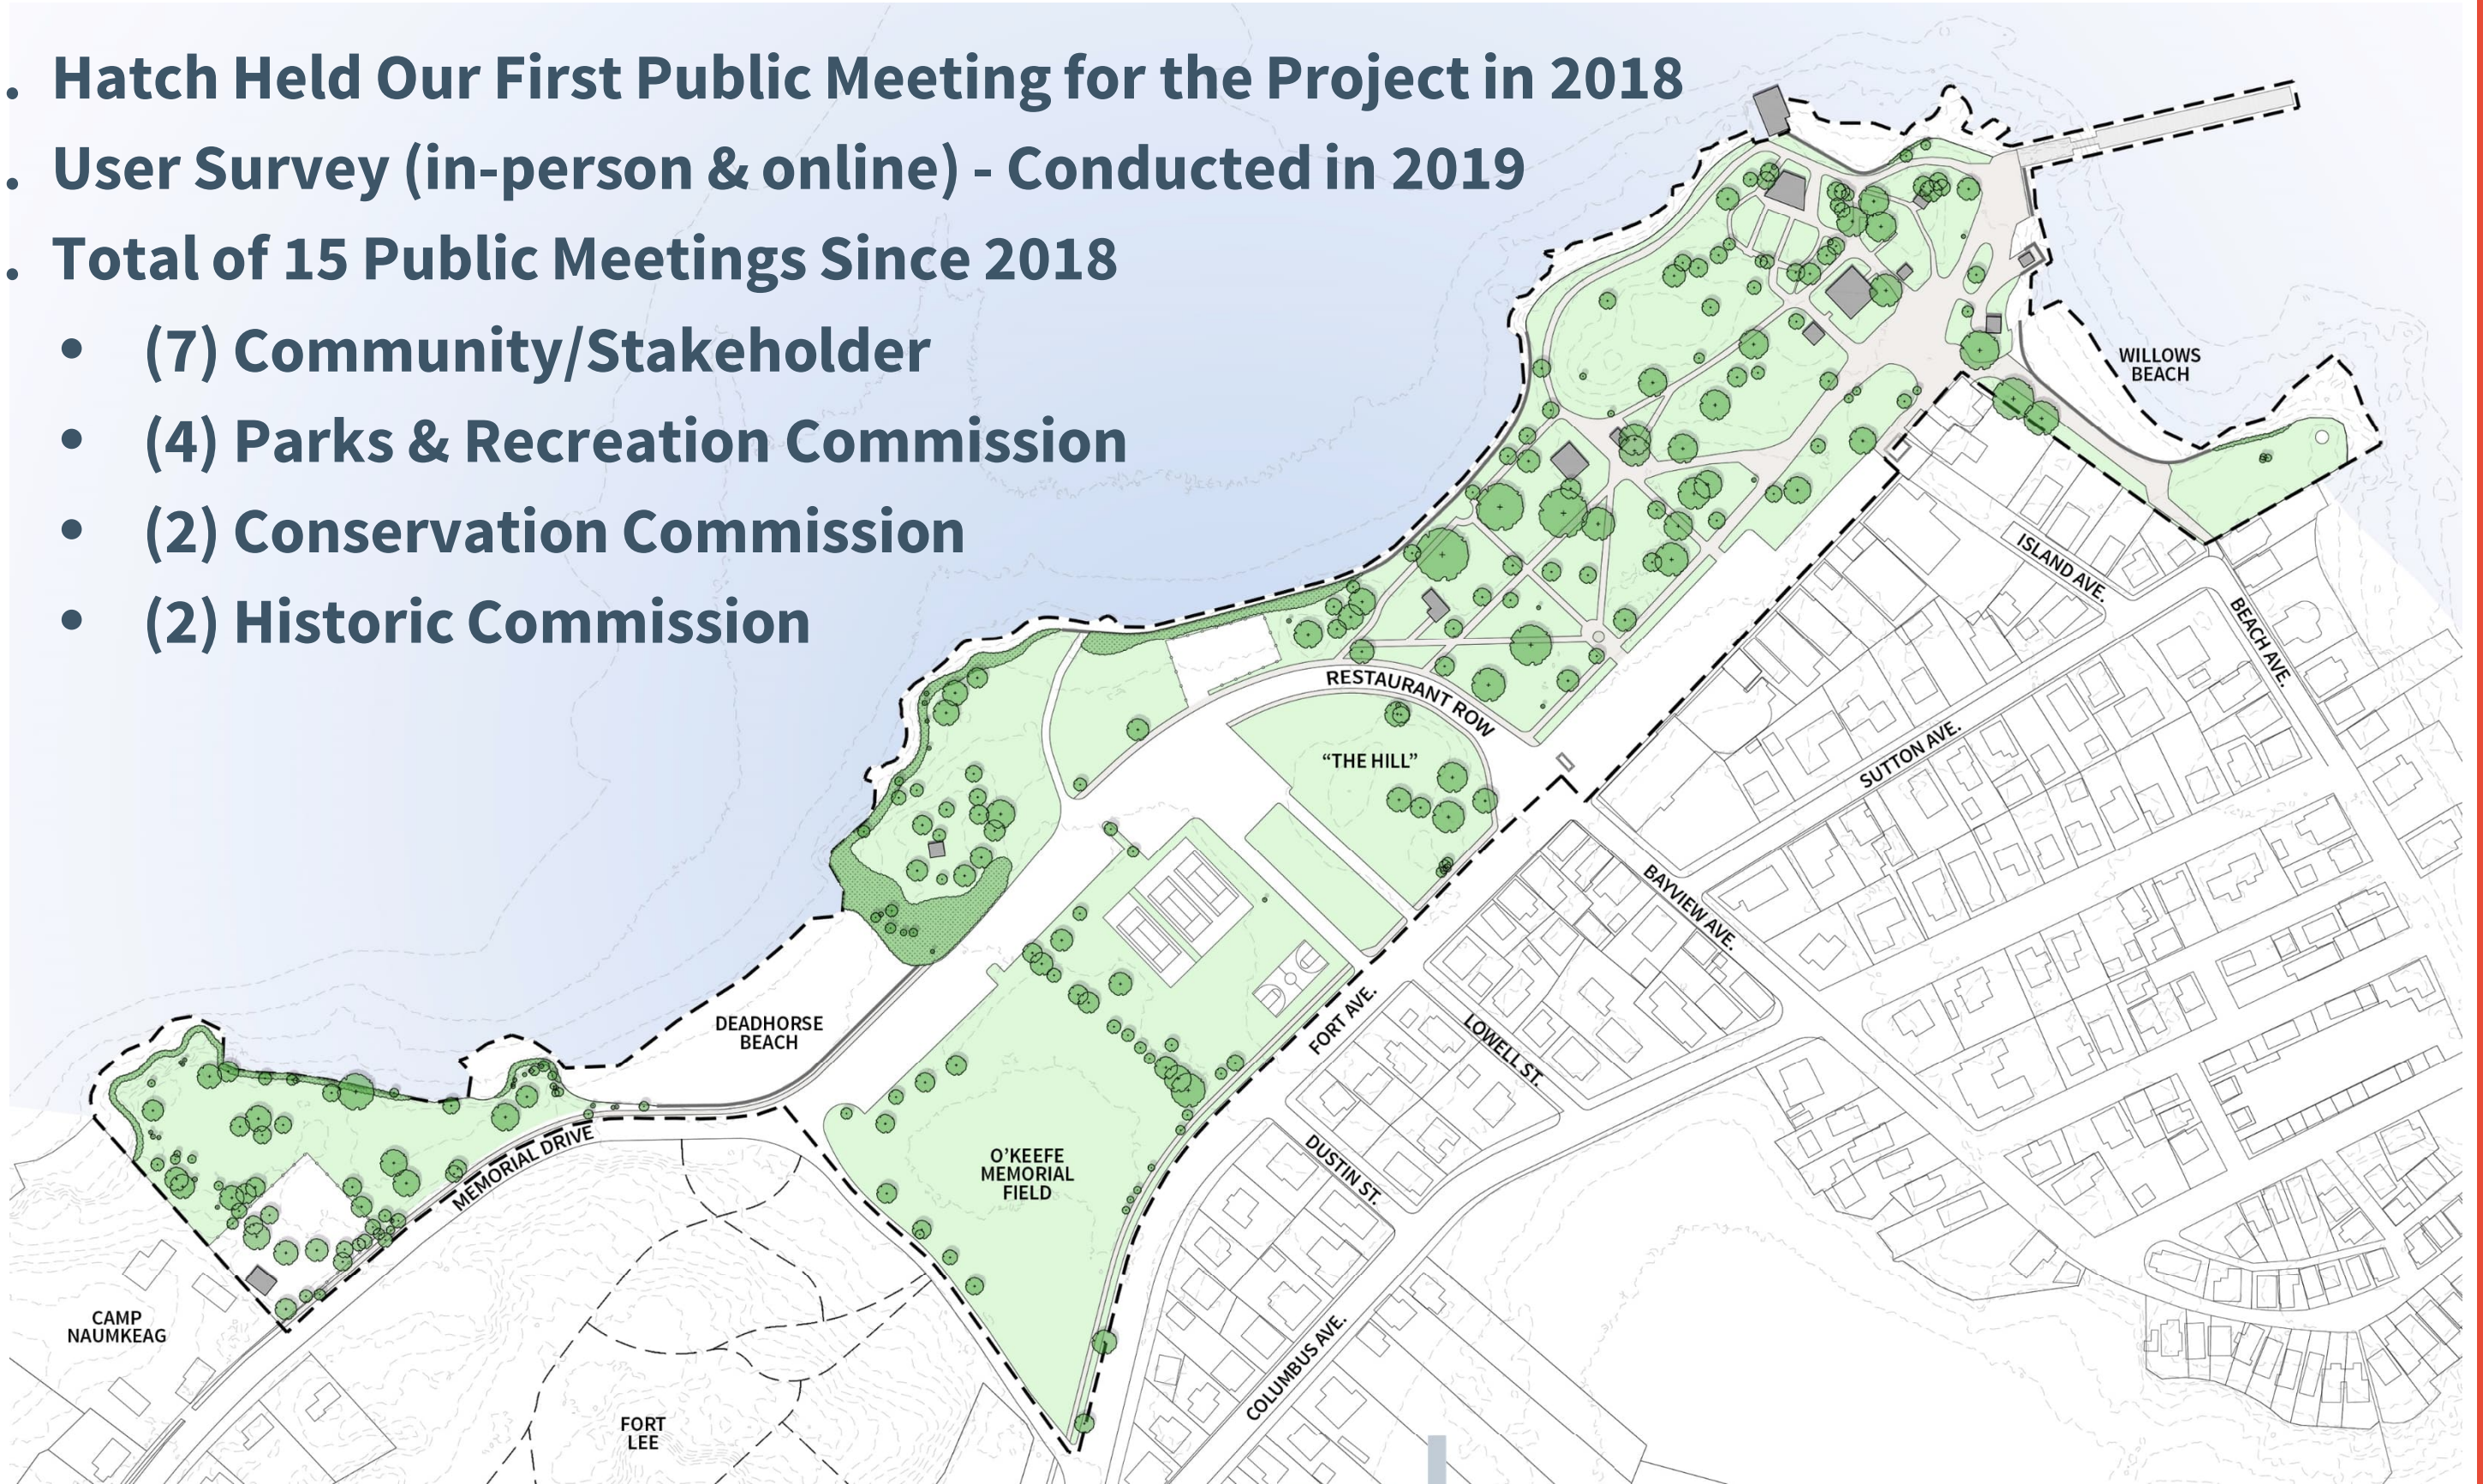 . Hatch Held Our First Public Meeting for the Project in 2018
. User Survey (in-person & online) - Conducted in 2019
. Total of 15 Public Meetings Since 2018
• (7) Community/Stakeholder
• (4) Parks & Recreation Commission
• (2) Conservation Commission
• (2) Historic Commission
WILLOWS
BEACH
ISLAND AVE.
BEACH AVE.
RESTAURANT ROW
SUTTON AVE.
“THE HILL”
BAYVIEW AVE.
DEADHORSE
BEACH
FORT AVE.
LOWELL ST.
MEMORIAL DRIVE
O’KEEFE
MEMORIAL
FIELD
DUSTIN ST.
CAMP
NAUMKEAG
COLUMBUS AVE.
FORT
LEE